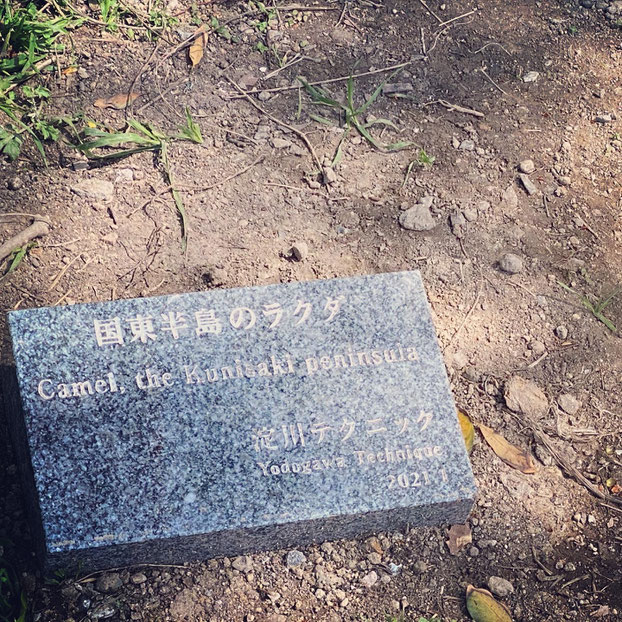 国東半島のラクダ
Camel, the Kunisaki peninsula
淀川テクニック
Yodogawa Technique
2021.1